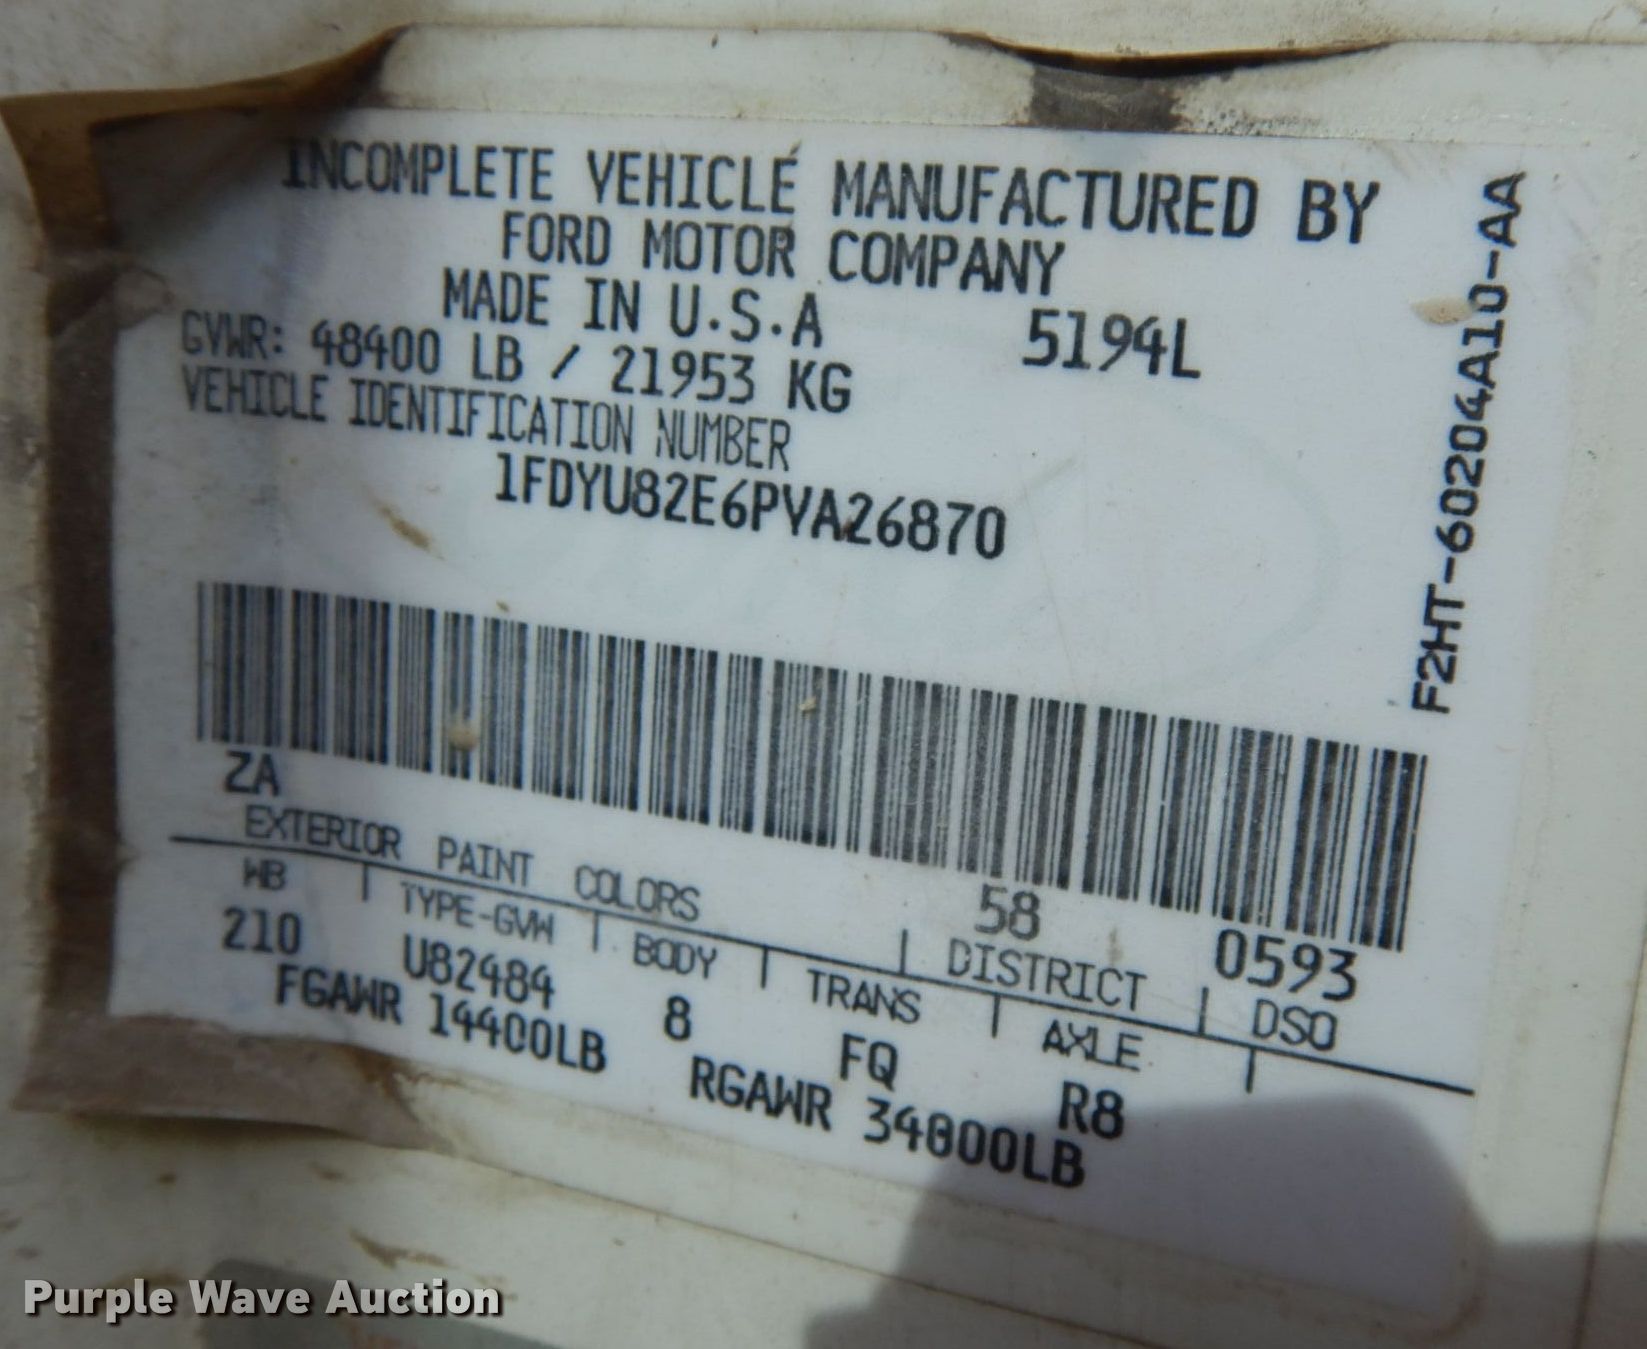 INCOMPLETE VEHICLE MANUFACTURED BY
FORD MOTOR COMPANY
MADE IN U.S.A 5194L
GVWR: 48400 LB / 21953 KG
VEHICLE IDENTIFICATION NUMBER
1FDYU82E6PVA26870
F2HT-60204A10-AA
ZA 58 0593
EXTERIOR PAINT COLORS DISTRICT DSO
WB TYPE-GVW BODY TRANS AXLE
210 U82484 8 FQ R8
FGAWR 14400LB RGAWR 34000LB
Purple Wave Auction